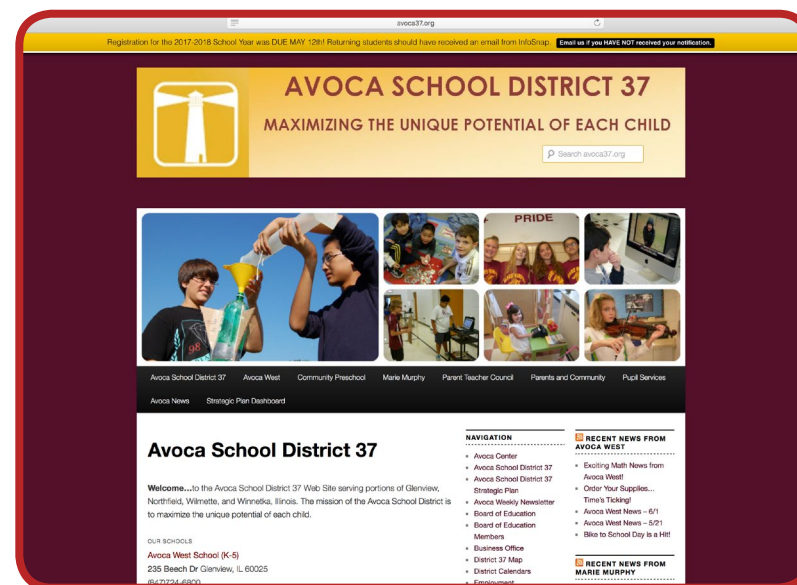 avoca37.org
Registration for the 2017-2018 School Year was DUE MAY 12th! Returning students should have received an email from InfoSnap. Email us if you HAVE NOT received your notification.
AVOCA SCHOOL DISTRICT 37
MAXIMIZING THE UNIQUE POTENTIAL OF EACH CHILD
Search avoca37.org
PRIDE
98
Avoca School District 37 Avoca West Community Preschool Marie Murphy Parent Teacher Council Parents and Community Pupil Services
Avoca News Strategic Plan Dashboard
Avoca School District 37
Welcome…to the Avoca School District 37 Web Site serving portions of Glenview,
Northfield, Wilmette, and Winnetka, Illinois. The mission of the Avoca School District is
to maximize the unique potential of each child.
OUR SCHOOLS
Avoca West School (K-5)
235 Beech Dr Glenview, IL 60025
(847)724-6800
NAVIGATION
Avoca Center
Avoca School District 37
Avoca School District 37
Strategic Plan
Avoca Weekly Newsletter
Board of Education
Board of Education
Members
Business Office
District 37 Map
District Calendars
Employment
RECENT NEWS FROM
AVOCA WEST
Exciting Math News from
Avoca West!
Order Your Supplies…
Time's Ticking!
Avoca West News – 6/1
Avoca West News – 5/21
Bike to School Day is a Hit!
RECENT NEWS FROM
MARIE MURPHY